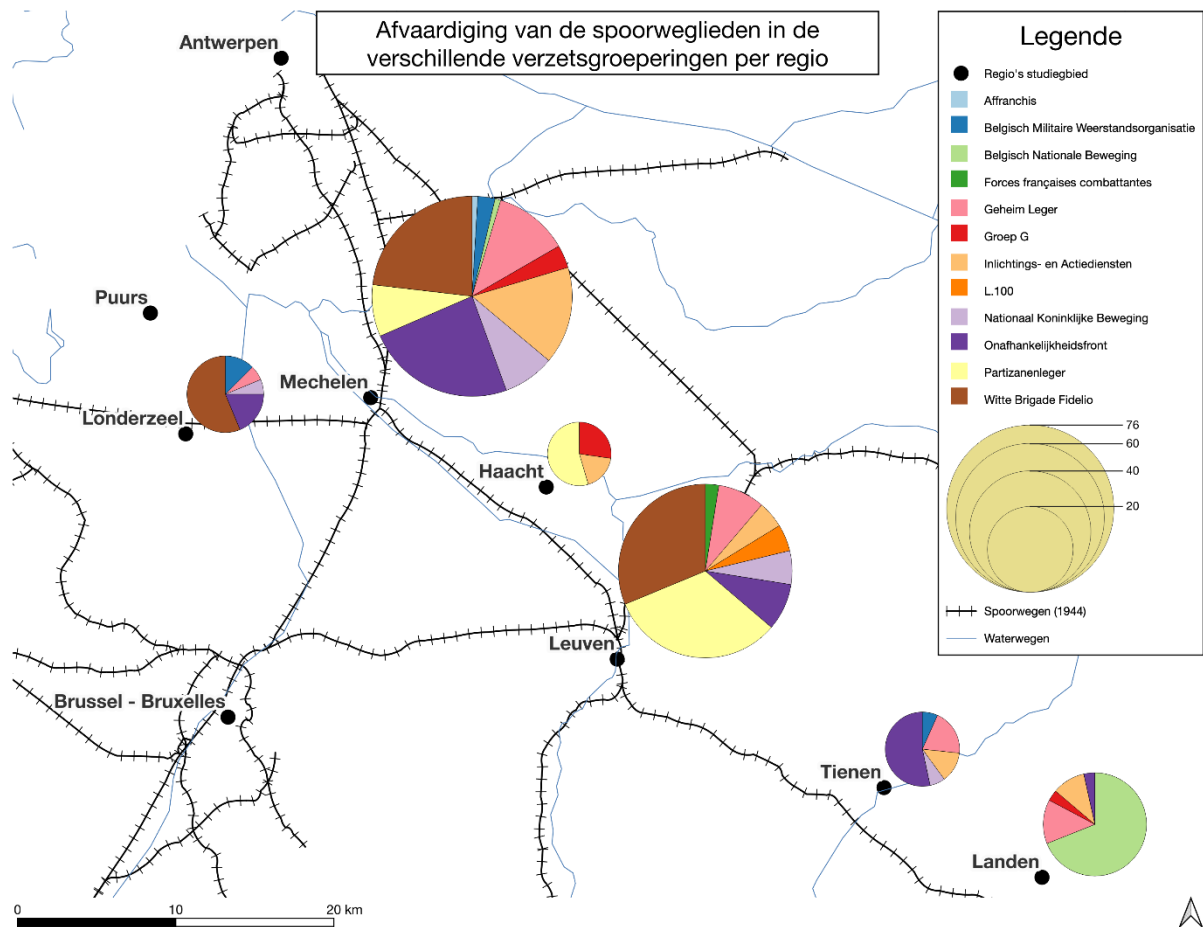 Afvaardiging van de spoorweglieden in de
verschillende verzetsgroeperingen per regio
Antwerpen
Puurs
Mechelen
Londerzeel
Haacht
Leuven
Brussel - Bruxelles
Tienen
Landen
0 10 20 km
Legende
Regio's studiegbied
Affranchis
Belgisch Militaire Weerstandsorganisatie
Belgisch Nationale Beweging
Forces françaises combattantes
Geheim Leger
Groep G
Inlichtings- en Actiediensten
L.100
Nationaal Koninklijke Beweging
Onafhankelijkheidsfront
Partizanenleger
Witte Brigade Fidelio
76
60
40
20
Spoorwegen (1944)
Waterwegen